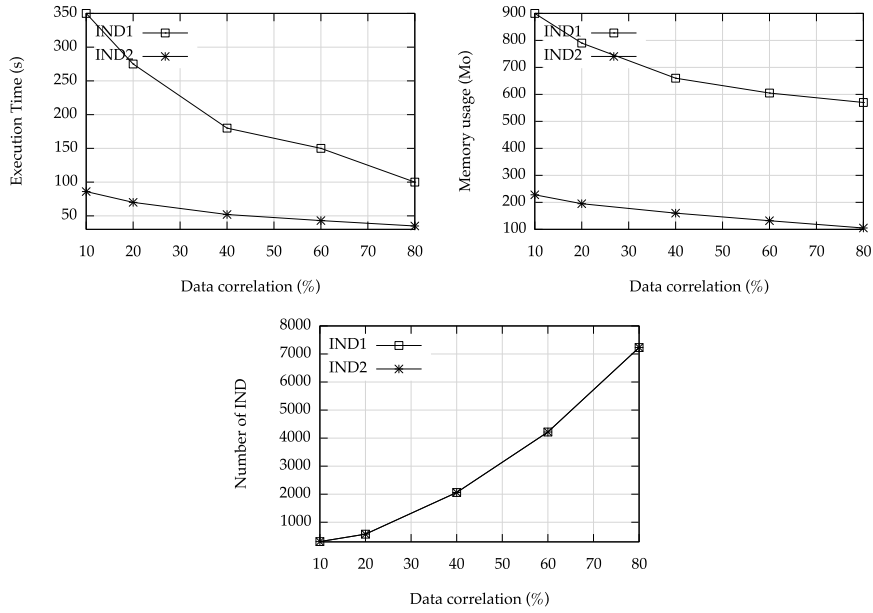 350
300
250
200
150
100
50
Execution Time (s)
IND1
IND2
10 20 30 40 50 60 70 80
Data correlation (%)
900
800
700
600
500
400
300
200
100
Memory usage (Mo)
IND1
IND2
10 20 30 40 50 60 70 80
Data correlation (%)
8000
7000
6000
5000
4000
3000
2000
1000
Number of IND
IND1
IND2
10 20 30 40 50 60 70 80
Data correlation (%)